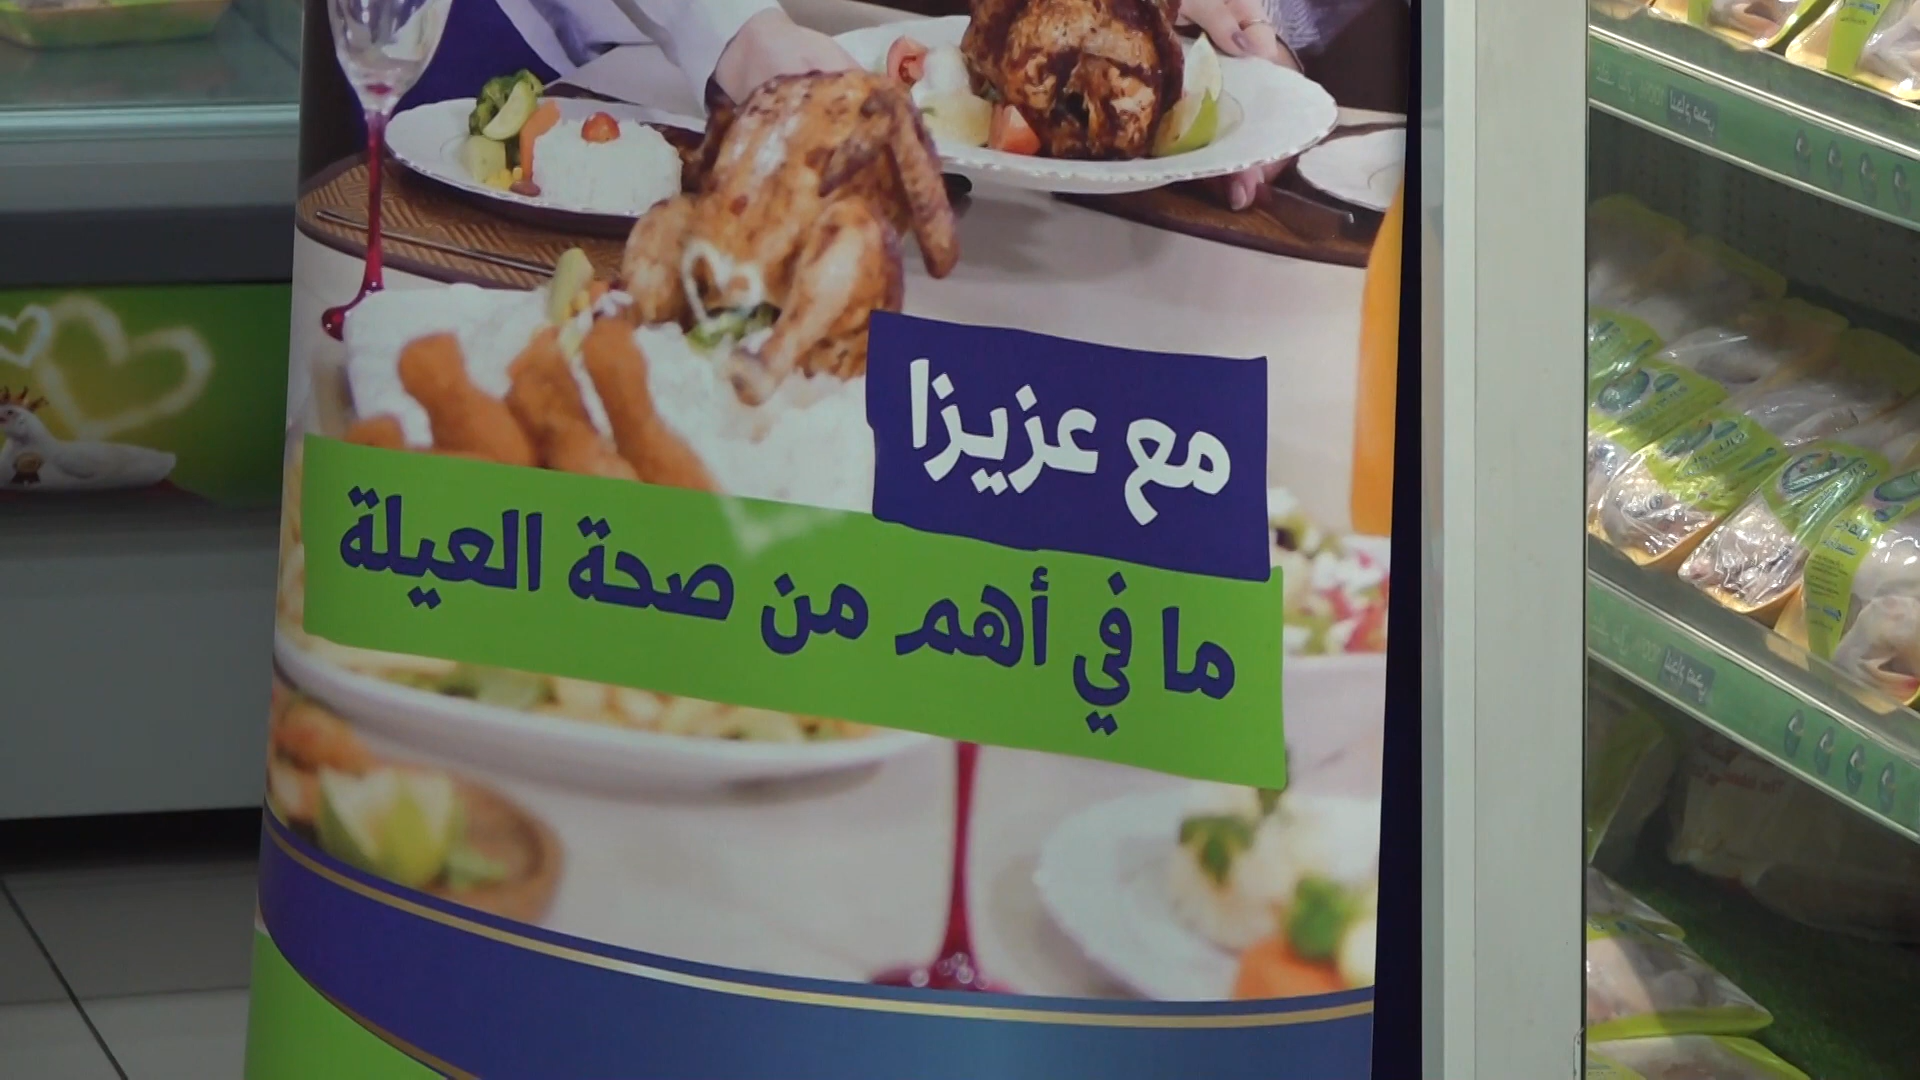 مع عزيزا
ما في أهم من صحة العيلة